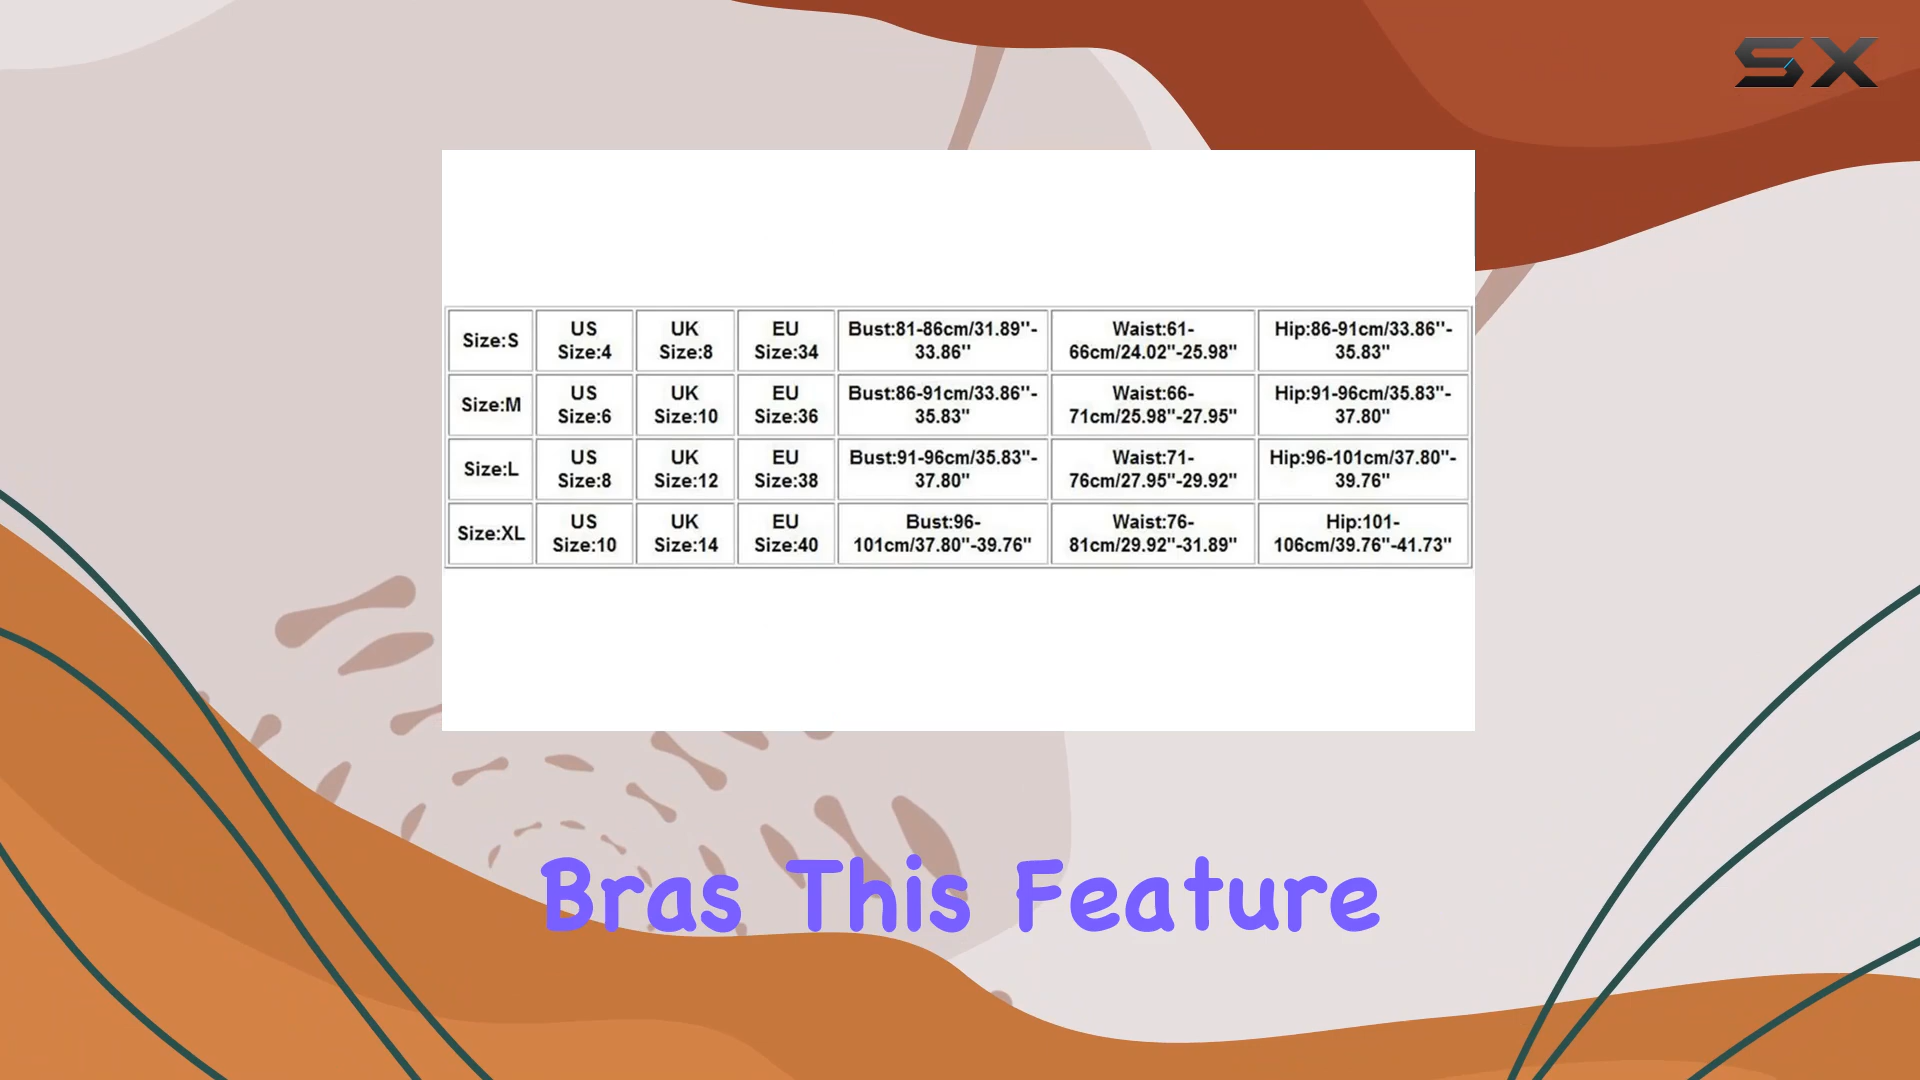 SX
Size:S US Size:4 UK Size:8 EU Size:34 Bust:81-86cm/31.89''-33.86'' Waist:61-66cm/24.02"-25.98" Hip:86-91cm/33.86''-35.83"
Size:M US Size:6 UK Size:10 EU Size:36 Bust:86-91cm/33.86''-35.83" Waist:66-71cm/25.98"-27.95" Hip:91-96cm/35.83"-37.80"
Size:L US Size:8 UK Size:12 EU Size:38 Bust:91-96cm/35.83"-37.80" Waist:71-76cm/27.95"-29.92" Hip:96-101cm/37.80"-39.76"
Size:XL US Size:10 UK Size:14 EU Size:40 Bust:96-101cm/37.80"-39.76" Waist:76-81cm/29.92"-31.89" Hip:101-106cm/39.76"-41.73"
Bras This Feature